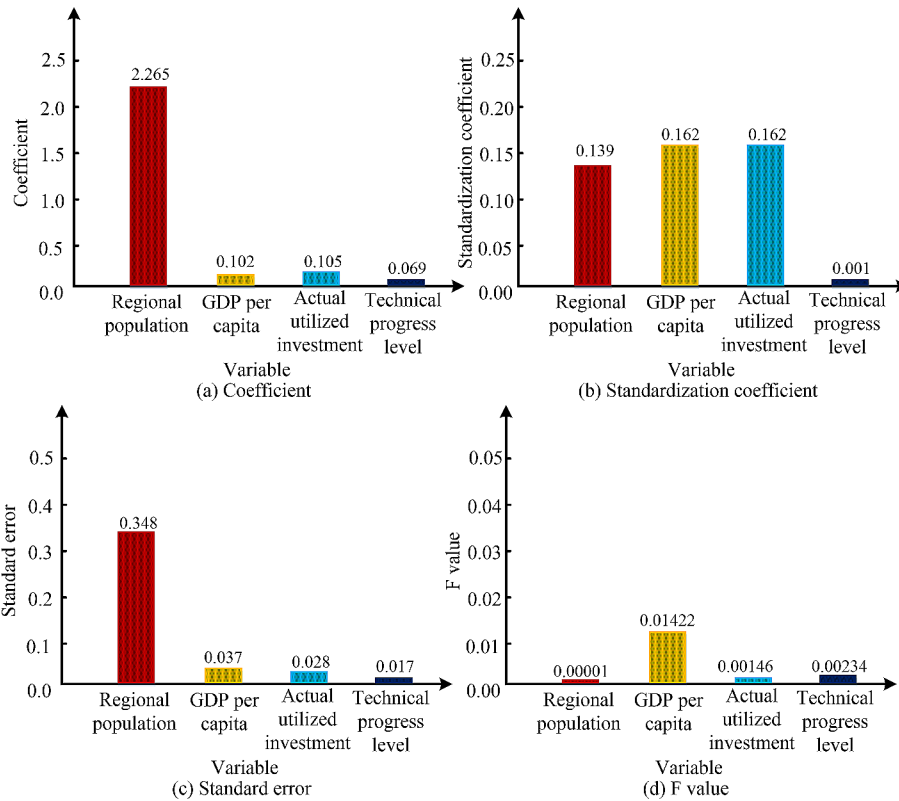 Coefficient
2.5
2.0
1.5
1.0
0.5
0.0
2.265
0.102
0.105
0.069
Regional
population
GDP per
capita
Actual
utilized
investment
Technical
progress
level
Variable
(a) Coefficient
Standardization coefficient
0.25
0.20
0.15
0.10
0.05
0.00
0.139
0.162
0.162
0.001
Regional
population
GDP per
capita
Actual
utilized
investment
Technical
progress
level
Variable
(b) Standardization coefficient
Standard error
0.5
0.4
0.3
0.2
0.1
0.0
0.348
0.037
0.028
0.017
Regional
population
GDP per
capita
Actual
utilized
investment
Technical
progress
level
Variable
(c) Standard error
F value
0.05
0.04
0.03
0.02
0.01
0.00
0.00001
0.01422
0.00146
0.00234
Regional
population
GDP per
capita
Actual
utilized
investment
Technical
progress
level
Variable
(d) F value